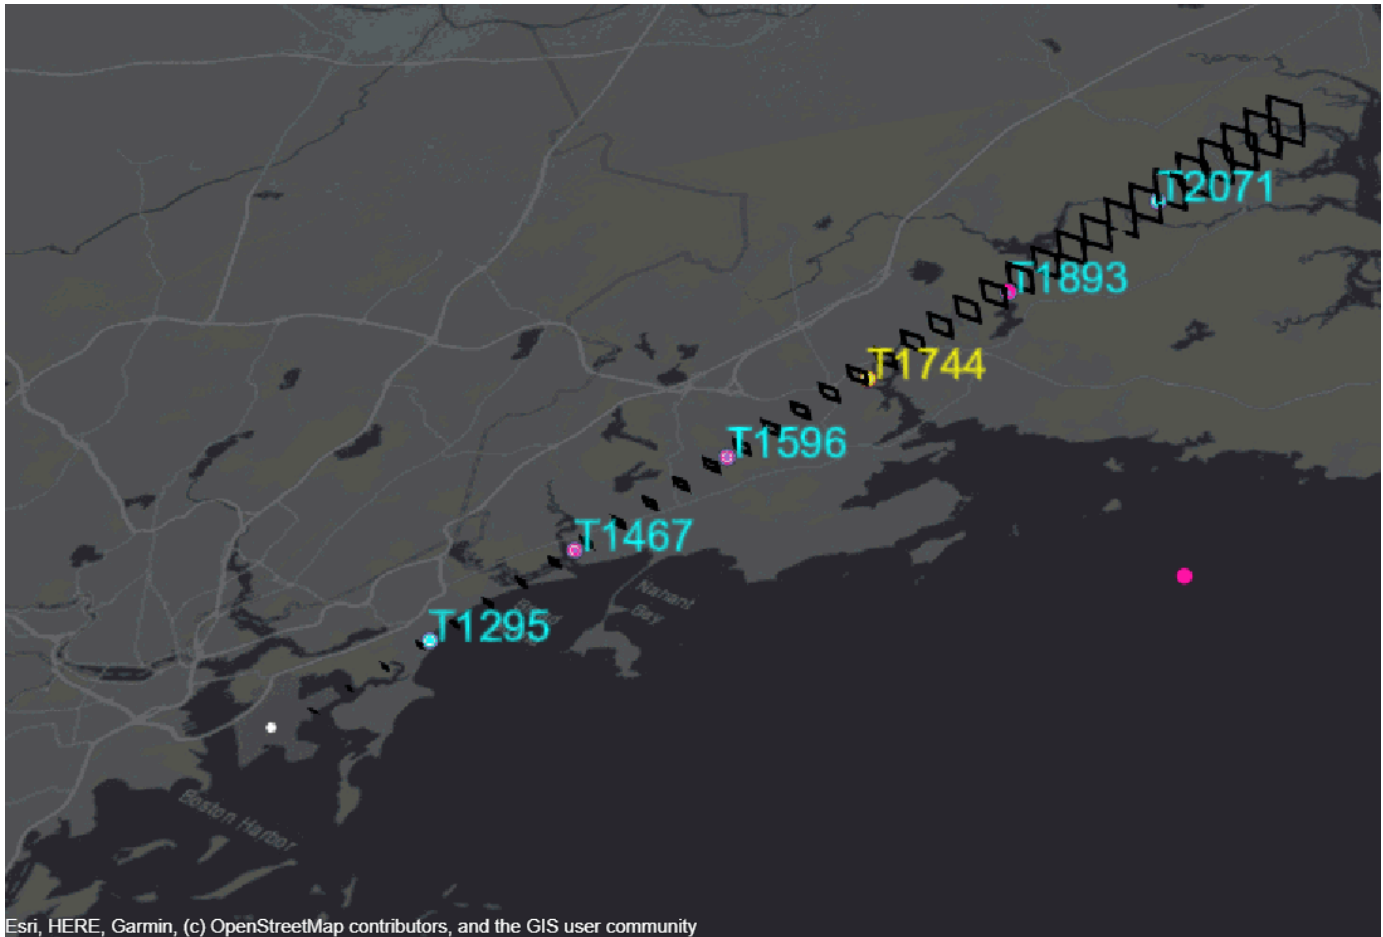 T2071
T1893
T1744
T1596
T1467
T1295
Nahant
Bay
Boston Harbor
Esri, HERE, Garmin, (c) OpenStreetMap contributors, and the GIS user community